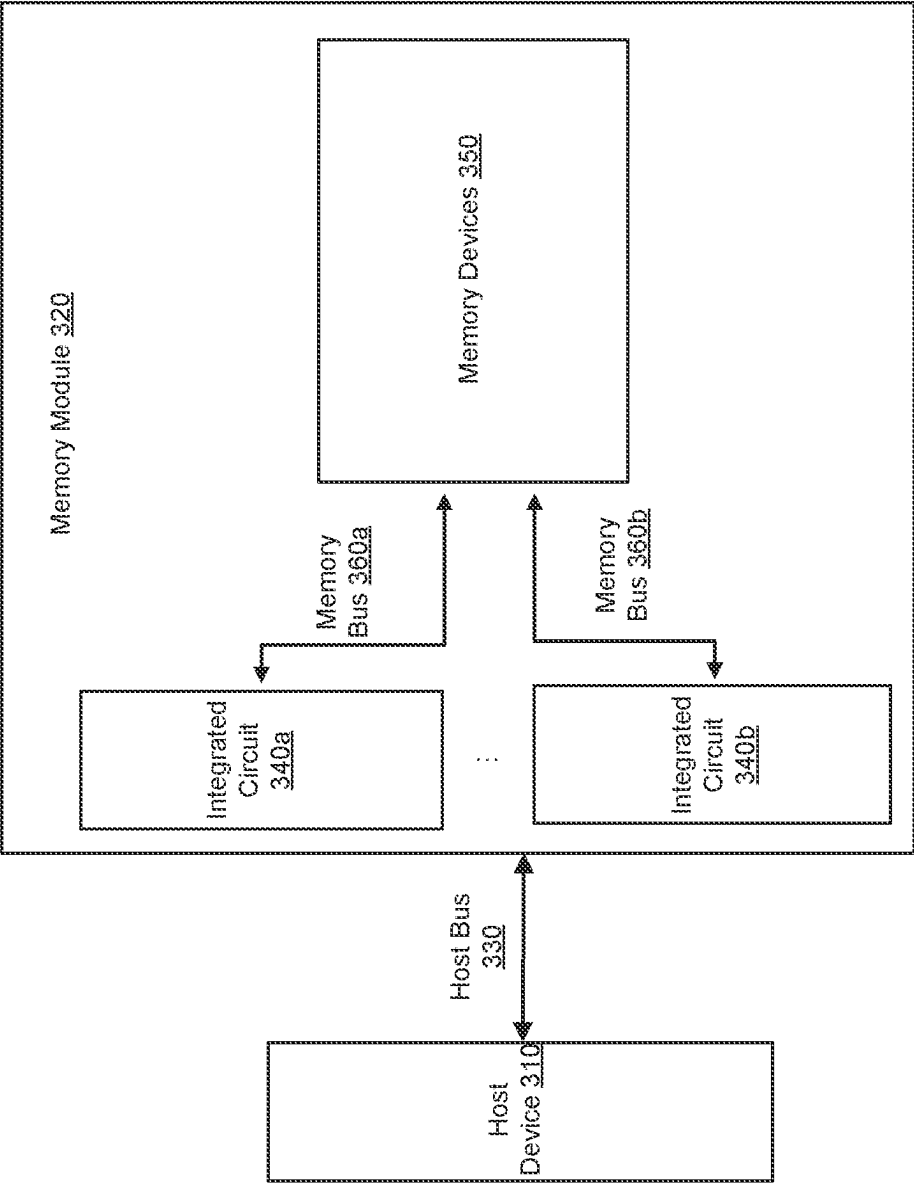 Memory Module 320
Memory Devices 350
Memory
Bus 360a
Memory
Bus 360b
Integrated
Circuit
340a
...
Integrated
Circuit
340b
Host Bus
330
Host
Device 310